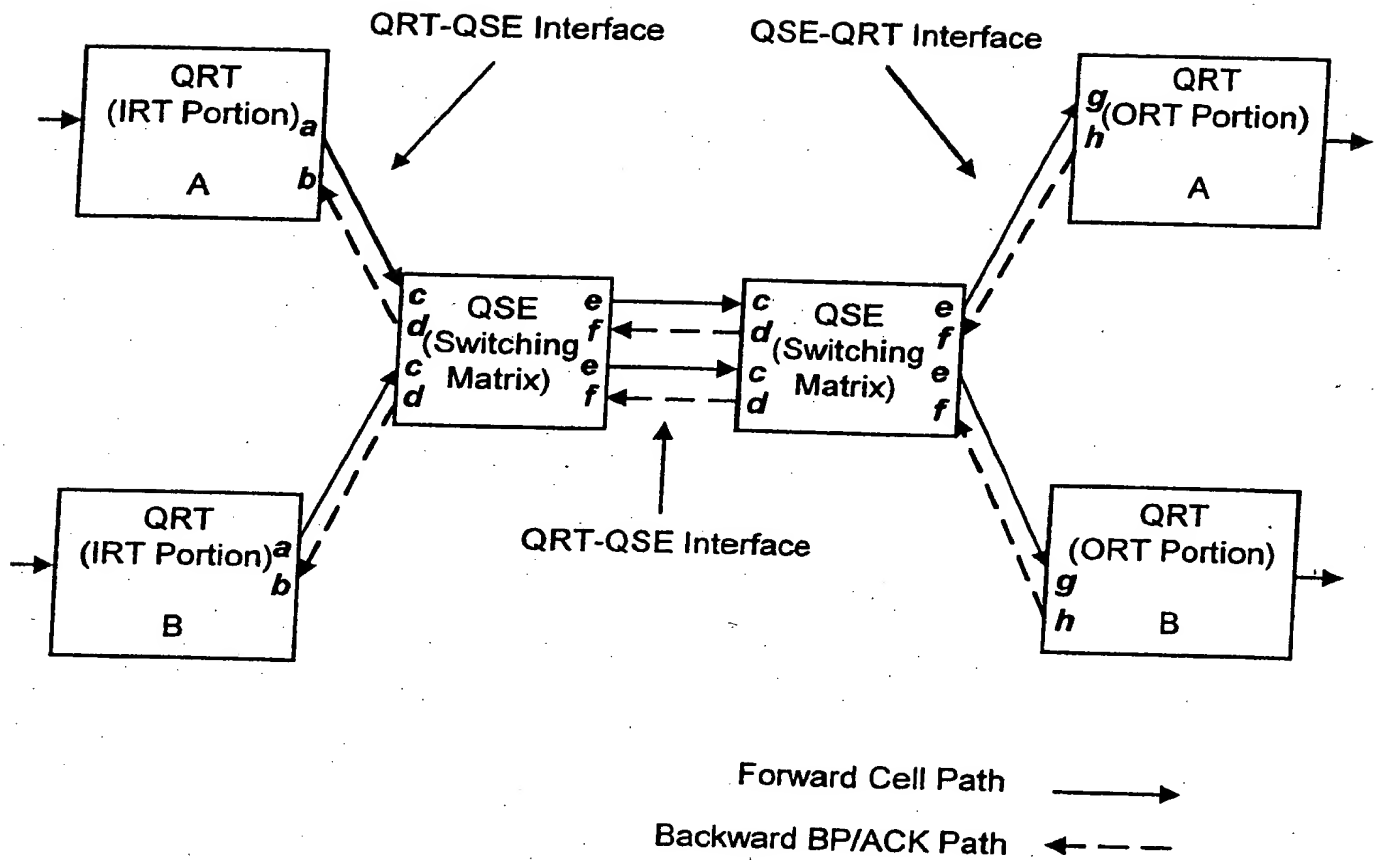 QRT-QSE Interface
QSE-QRT Interface
QRT
(IRT Portion)
a
b
A
QRT
(ORT Portion)
g
h
A
c
d
c
d
QSE
(Switching
Matrix)
e
f
e
f
c
d
c
d
QSE
(Switching
Matrix)
e
f
e
f
QRT
(IRT Portion)
a
b
B
QRT-QSE Interface
QRT
(ORT Portion)
g
h
B
Forward Cell Path
Backward BP/ACK Path